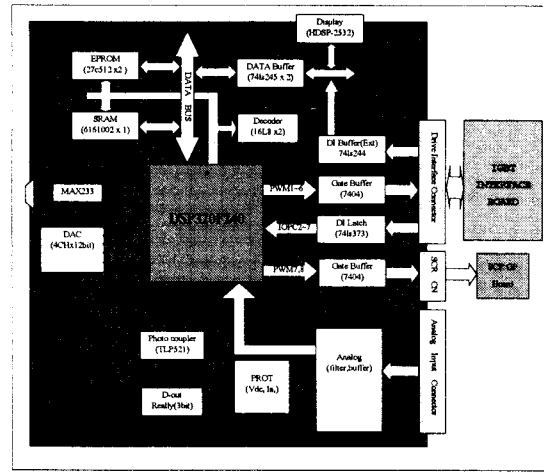 Display
(HDSP-2532)
EPROM
(27c512 x2 )
DATA BUS
DATA Buffer
(74ls245 x 2)
SRAM
(6161002 x 1)
Decoder
(16L8 x2)
DI Buffer(Ext)
74ls244
Drive Interface Connector
IGBT
INTERFACE
BOARD
MAX233
PWM1~6
Gate Buffer
(7404)
DSP320F240
IOPC2~7
DI Latch
(74ls373)
DAC
(4CHx12bit)
PWM7,8
Gate Buffer
(7404)
SCR CN
Board
Photo coupler
(TLP521)
PROT
(Vdc, Ia,)
Analog
(filter,buffer)
Analog Input Connector
D-out
Really(3bit)